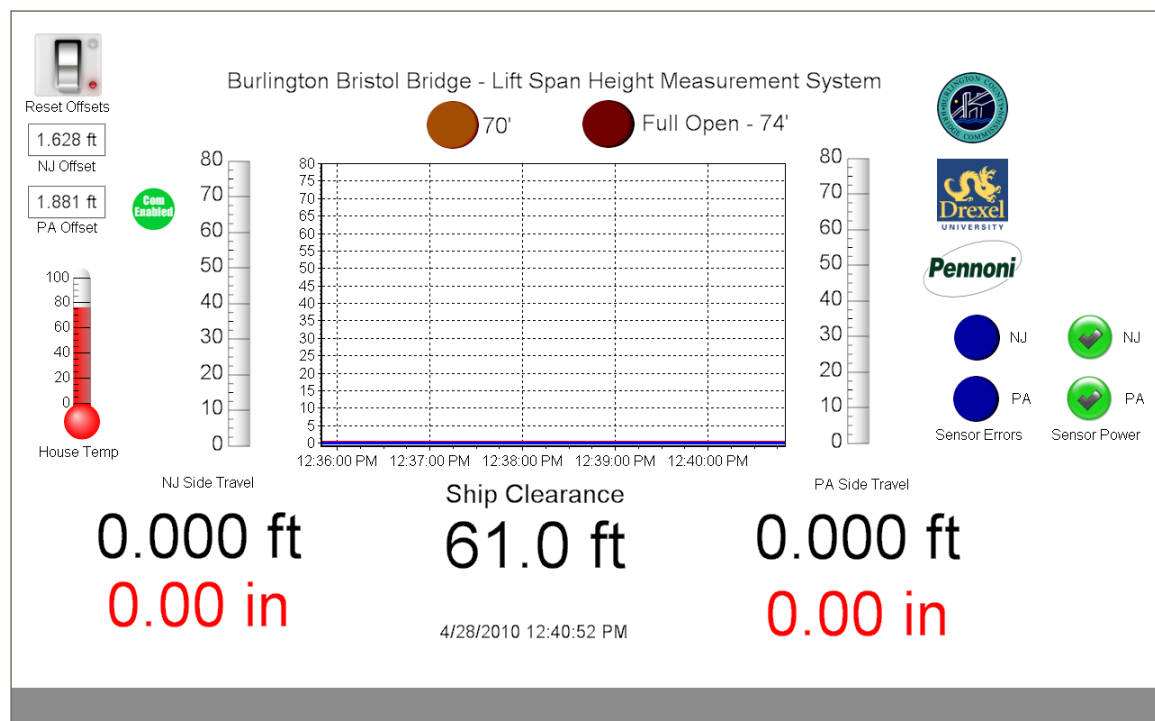 Burlington Bristol Bridge - Lift Span Height Measurement System
70'
Full Open - 74'
Reset Offsets
1.628 ft
NJ Offset
1.881 ft
PA Offset
Com
Enabled
100
80
60
40
20
0
House Temp
80
70
60
50
40
30
20
10
0
NJ Side Travel
0.000 ft
0.00 in
80
75
70
65
60
55
50
45
40
35
30
25
20
15
10
5
0
12:36:00 PM 12:37:00 PM 12:38:00 PM 12:39:00 PM 12:40:00 PM
Ship Clearance
61.0 ft
4/28/2010 12:40:52 PM
80
70
60
50
40
30
20
10
0
PA Side Travel
0.000 ft
0.00 in
BURLINGTON COUNTY
BRIDGE COMMISSION
Drexel
UNIVERSITY
Pennoni
NJ
NJ
PA
PA
Sensor Errors
Sensor Power